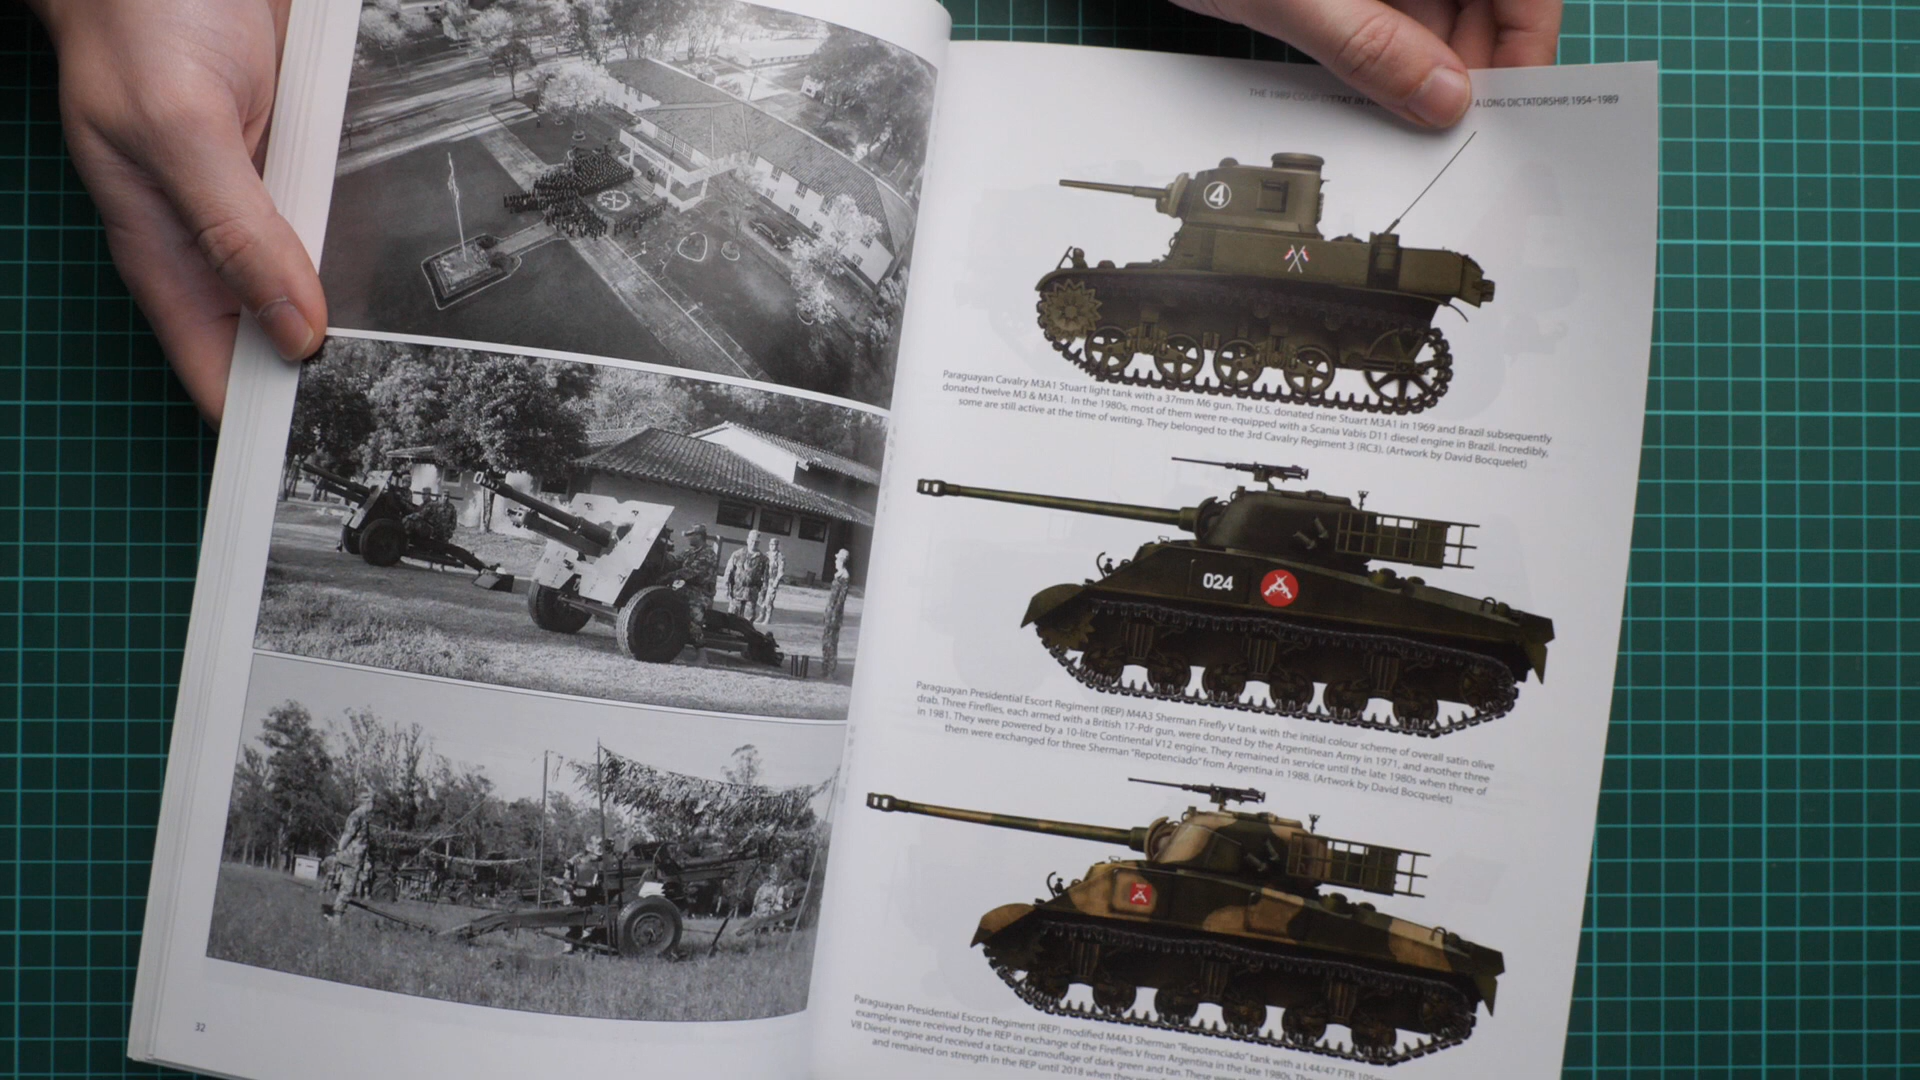 32
THE 1989 COUP D'ETAT IN
A LONG DICTATORSHIP, 1954–1989
4
Paraguayan Cavalry M3A1 Stuart light tank with a 37mm M6 gun. The U.S. donated nine Stuart M3A1 in 1969 and Brazil subsequently
donated twelve M3 & M3A1. In the 1980s, most of them were re-equipped with a Scania Vabis D11 diesel engine in Brazil. Incredibly,
some are still active at the time of writing. They belonged to the 3rd Cavalry Regiment 3 (RC3). (Artwork by David Bocquelet)
024
Paraguayan Presidential Escort Regiment (REP) M4A3 Sherman Firefly V tank with the initial colour scheme of overall satin olive
drab. Three Fireflies, each armed with a British 17-Pdr gun, were donated by the Argentinean Army in 1971, and another three
in 1981. They were powered by a 10-litre Continental V12 engine. They remained in service until the late 1980s when three of
them were exchanged for three Sherman "Repotenciado" from Argentina in 1988. (Artwork by David Bocquelet)
Paraguayan Presidential Escort Regiment (REP) modified M4A3 Sherman "Repotenciado" tank with a L44/47 FTR 105m
examples were received by the REP in exchange of the Fireflies V from Argentina in the late 1980s. Th
V8 Diesel engine and received a tactical camouflage of dark green and tan. These were
and remained on strength in the REP until 2018 when they